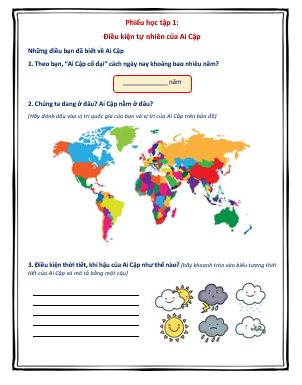 Phiếu học tập 1:
Điều kiện tự nhiên của Ai Cập
Những điều bạn đã biết về Ai Cập
1. Theo bạn, “Ai Cập cổ đại” cách ngày nay khoảng bao nhiêu năm?
______________ năm
2. Chúng ta đang ở đâu? Ai Cập nằm ở đâu?
(Hãy đánh dấu vào vị trí quốc gia của bạn và vị trí của Ai Cập trên bản đồ)
3. Điều kiện thời tiết, khí hậu của Ai Cập như thế nào? (hãy khoanh tròn vào biểu tượng thời
tiết của Ai Cập và mô tả bằng một câu)